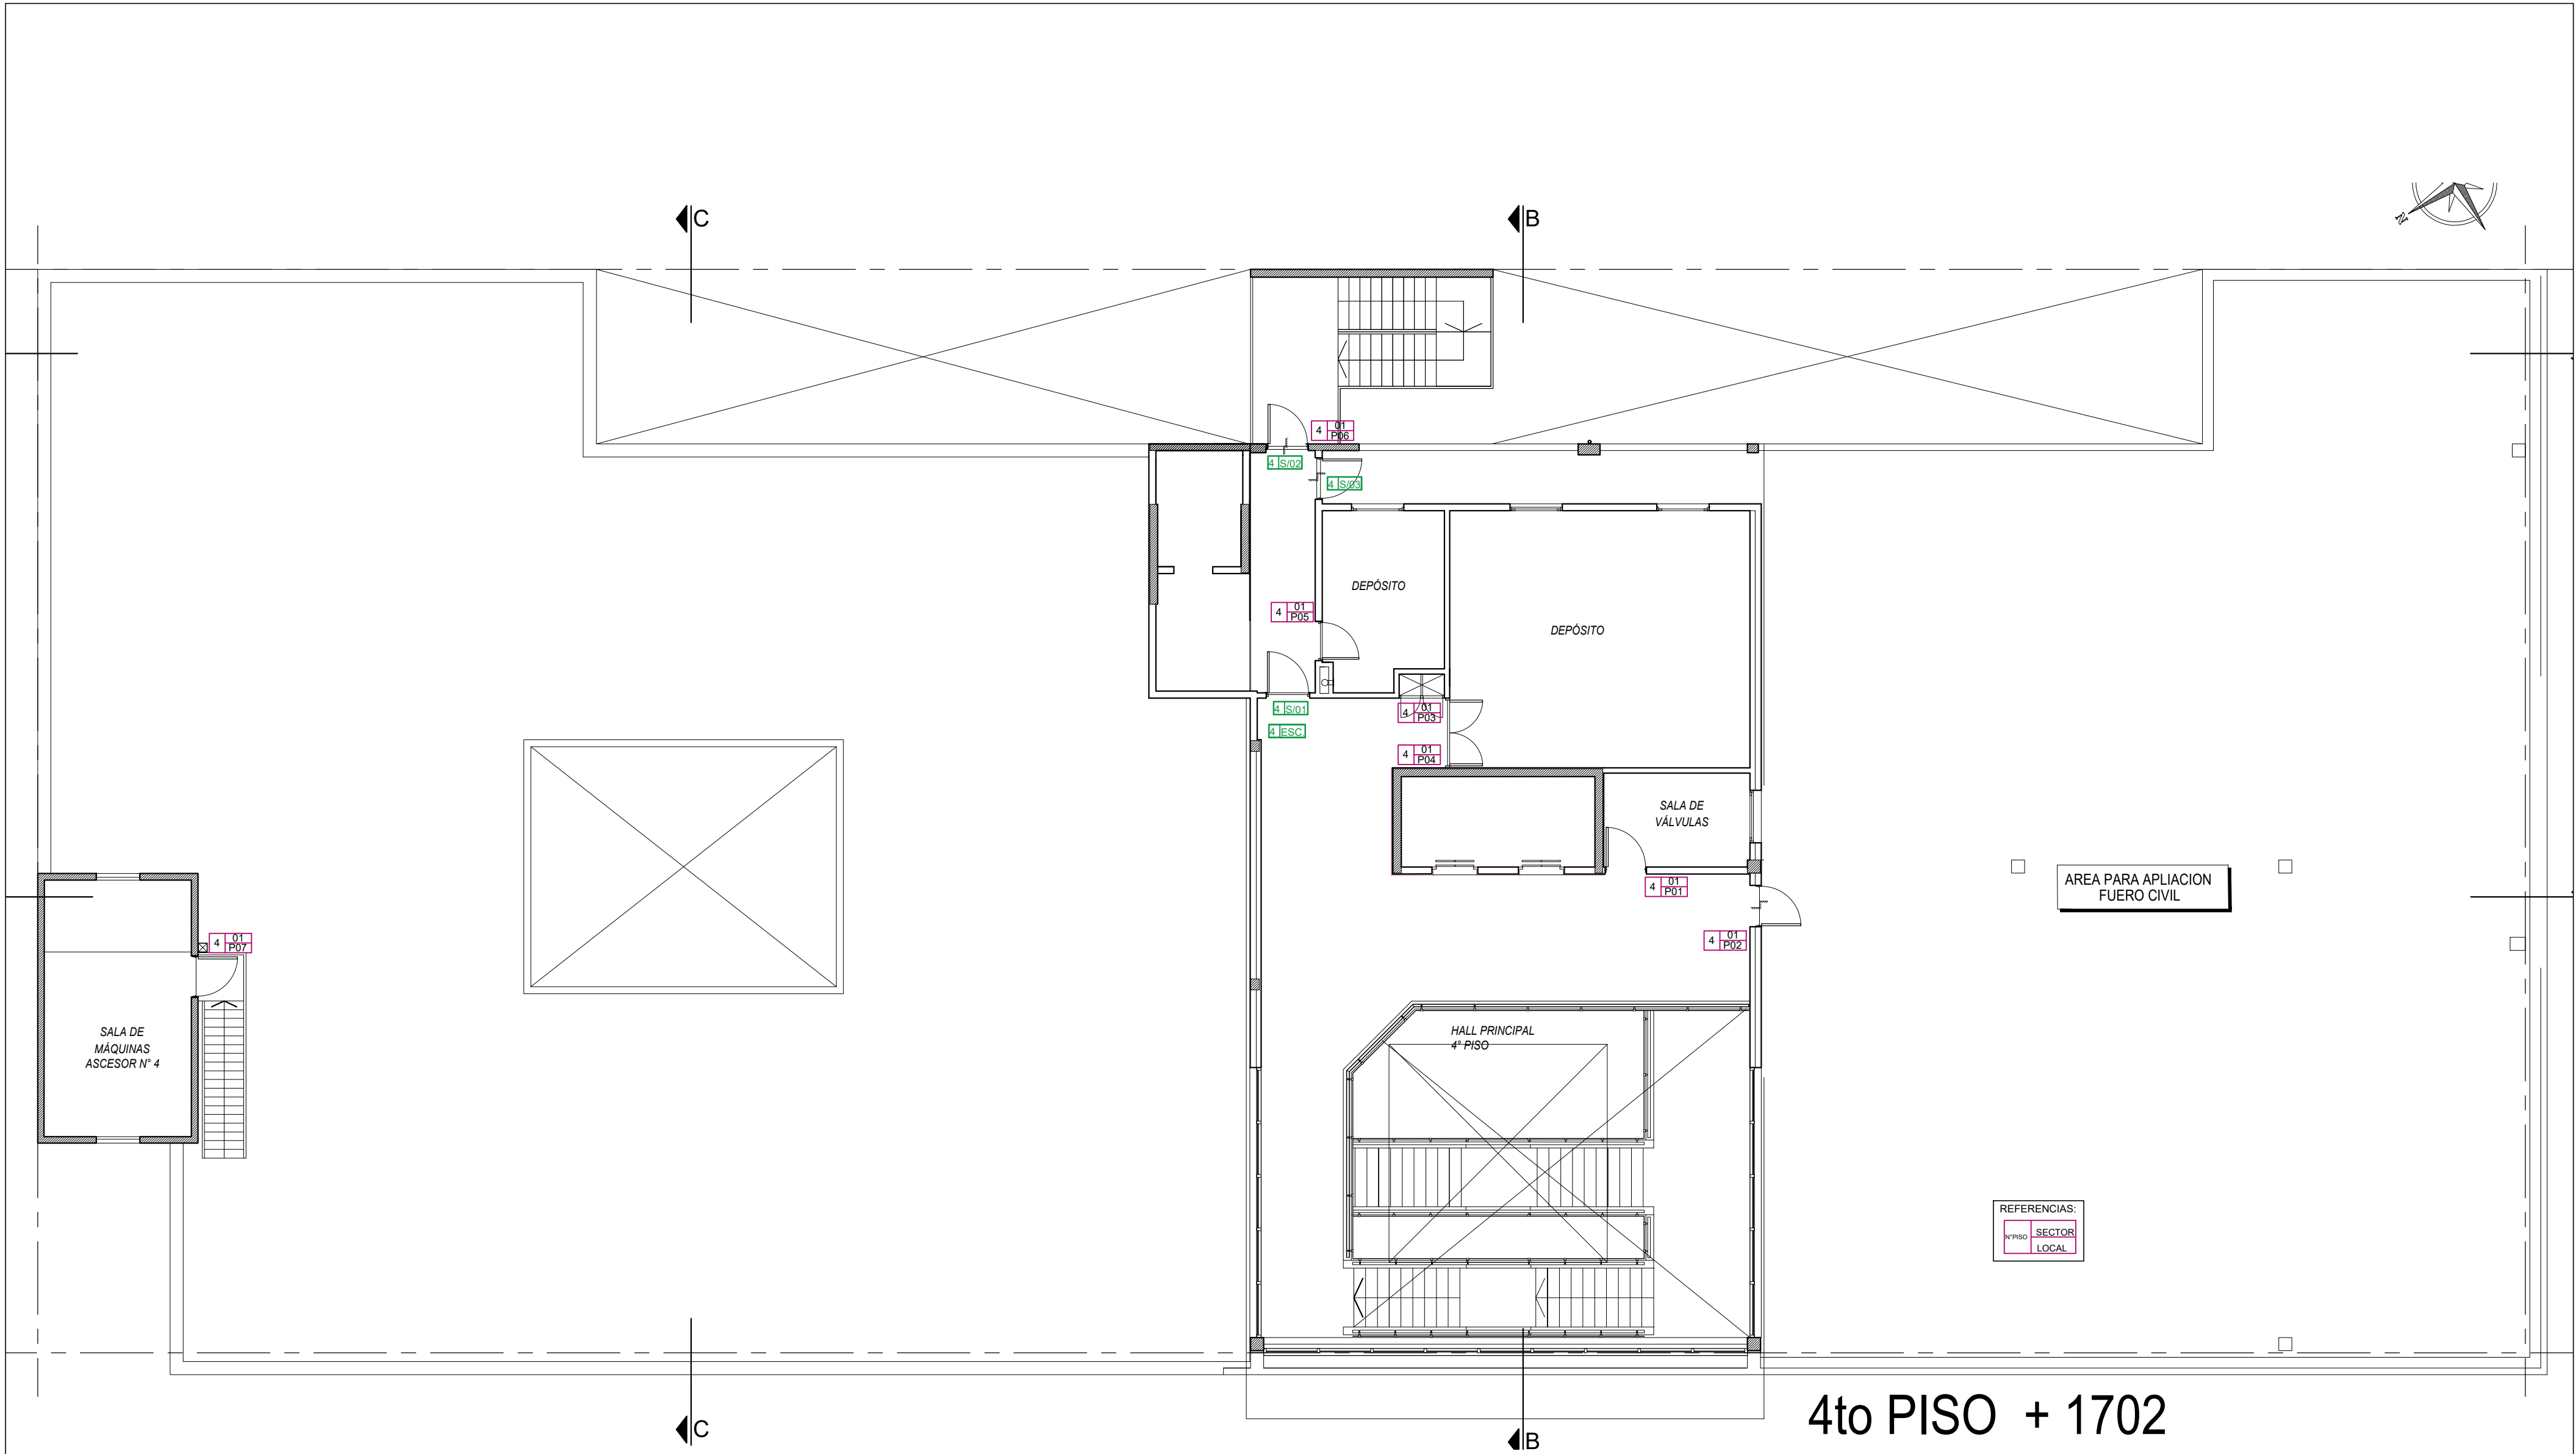 C
B
N
4 01
P06
4 S/02
4 S/03
DEPÓSITO
4 01
P05
DEPÓSITO
4 S/01
4 01
P03
4 ESC.
4 01
P04
SALA DE
VÁLVULAS
4 01
P01
AREA PARA APLIACION
FUERO CIVIL
4 01
P02
4 01
P07
SALA DE
MÁQUINAS
ASCESOR N° 4
HALL PRINCIPAL
4° PISO
REFERENCIAS:
N°PISO SECTOR
LOCAL
4to PISO + 1702
C
B